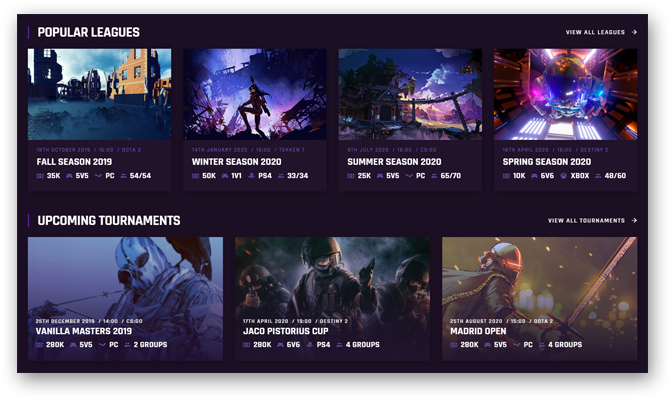 POPULAR LEAGUES
VIEW ALL LEAGUES
18TH OCTOBER 2019 / 16:00 / DOTA 2
FALL SEASON 2019
35K 5V5 PC 54/54
14TH JANUARY 2020 / 16:00 / TEKKEN 7
WINTER SEASON 2020
50K 1V1 PS4 33/34
9TH JULY 2020 / 16:00 / CS:GO
SUMMER SEASON 2020
25K 5V5 PC 65/70
16TH APRIL 2020 / 16:00 / DESTINY 2
SPRING SEASON 2020
10K 6V6 XBOX 48/60
UPCOMING TOURNAMENTS
VIEW ALL TOURNAMENTS
25TH DECEMBER 2019 / 14:00 / CS:GO
VANILLA MASTERS 2019
280K 5V5 PC 2 GROUPS
17TH APRIL 2020 / 19:00 / DESTINY 2
JACO PISTORIUS CUP
280K 6V6 PS4 4 GROUPS
25TH AUGUST 2020 / 15:00 / DOTA 2
MADRID OPEN
280K 5V5 PC 4 GROUPS